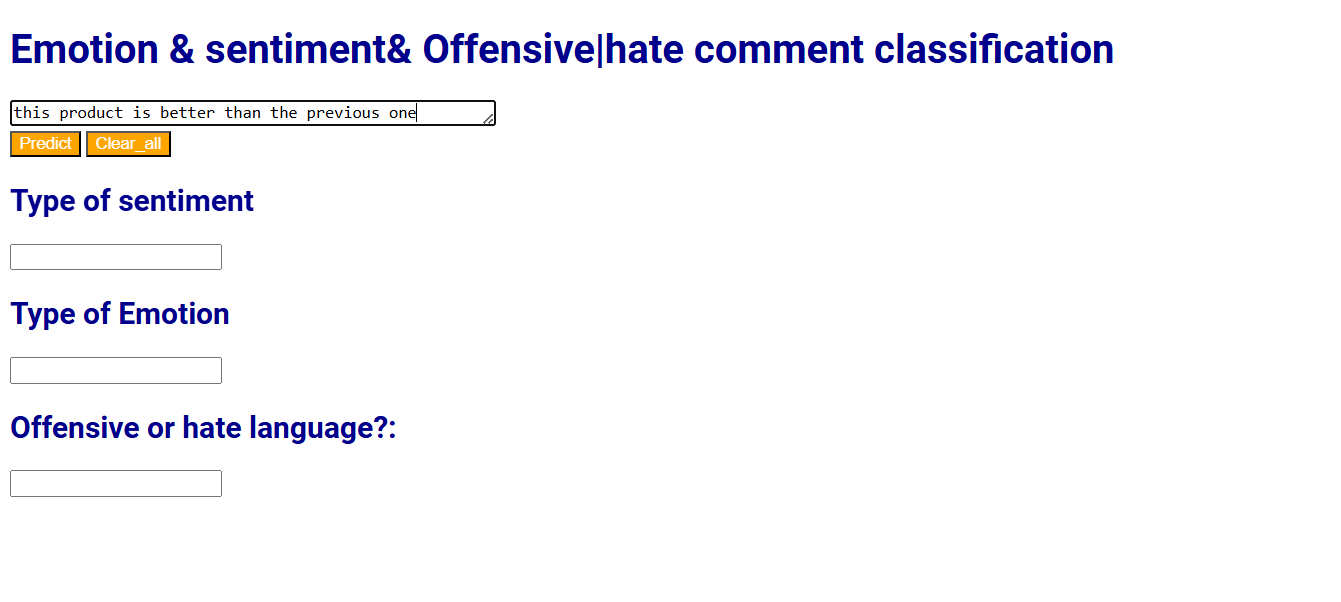 Emotion & sentiment& Offensive|hate comment classification
this product is better than the previous one
Predict Clear_all
Type of sentiment
Type of Emotion
Offensive or hate language?: